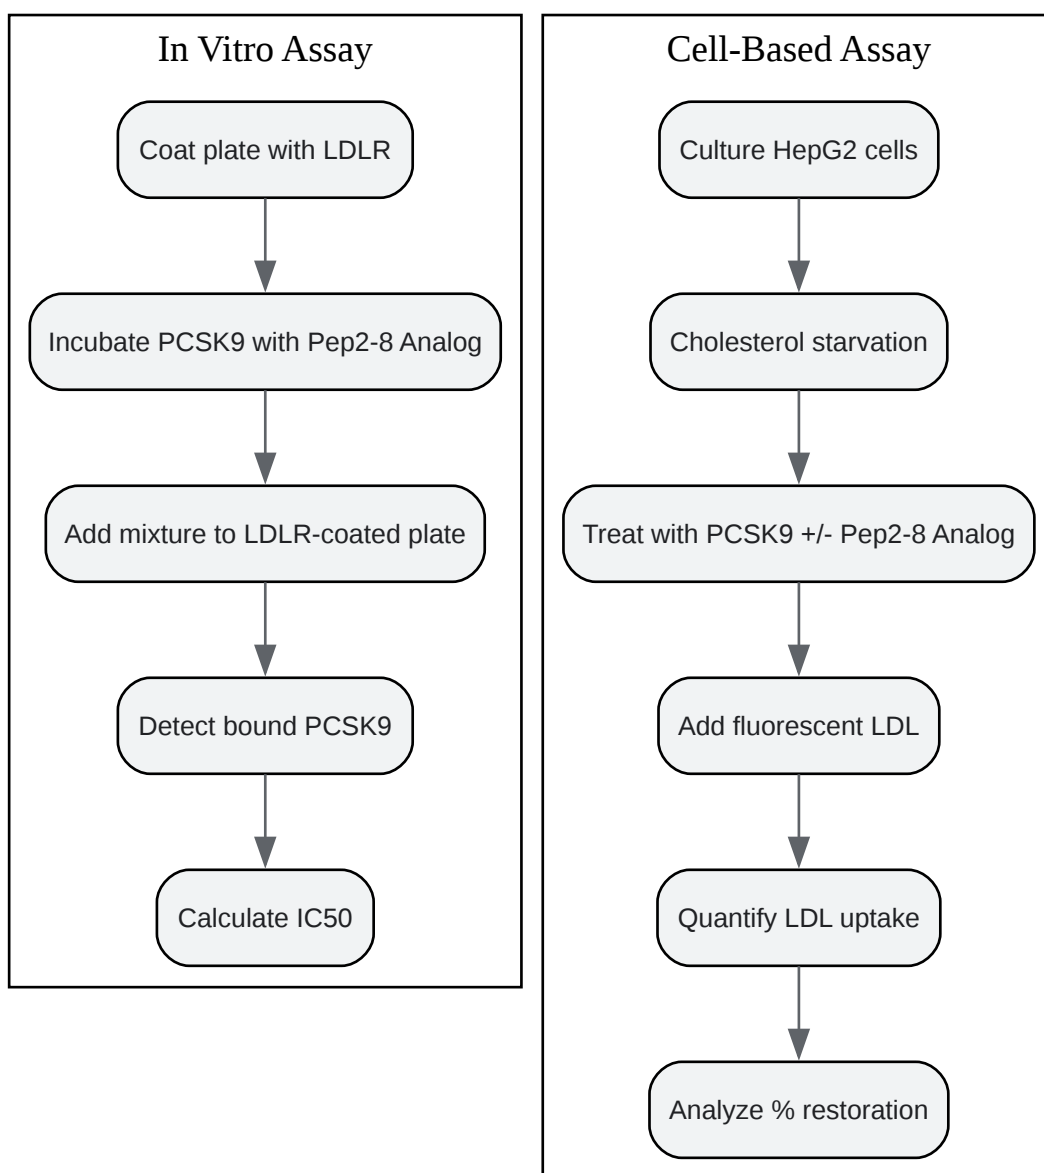 In Vitro Assay
Coat plate with LDLR
Incubate PCSK9 with Pep2-8 Analog
Add mixture to LDLR-coated plate
Detect bound PCSK9
Calculate IC50
Cell-Based Assay
Culture HepG2 cells
Cholesterol starvation
Treat with PCSK9 +/- Pep2-8 Analog
Add fluorescent LDL
Quantify LDL uptake
Analyze % restoration